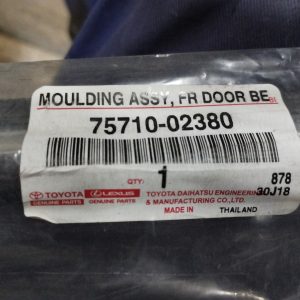 MOULDING ASSY, FR DOOR BE
75710-02380
QTY: 1
878
30J18
TOYOTA
GENUINE PARTS
LEXUS
GENUINE PARTS
TOYOTA DAIHATSU ENGINEERING
& MANUFACTURING CO.,LTD.
MADE IN THAILAND